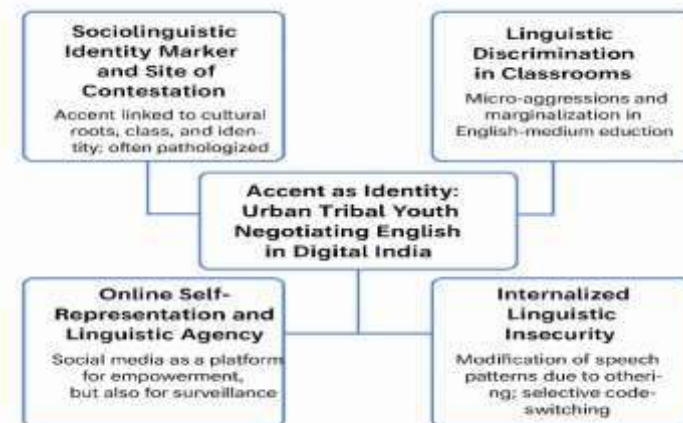 Sociolinguistic
Identity Marker
and Site of
Contestation
Accent linked to cultural
roots, class, and iden-
tity; often pathologized
Linguistic
Discrimination
in Classrooms
Micro-aggressions and
marginalization in
English-medium eduction
Accent as Identity:
Urban Tribal Youth
Negotiating English
in Digital India
Online Self-
Representation and
Linguistic Agency
Social media as a platform
for empowerment,
but also for surveillance
Internalized
Linguistic
Insecurity
Modification of speech
patterns due to otheri-
ng; selective code-
switching